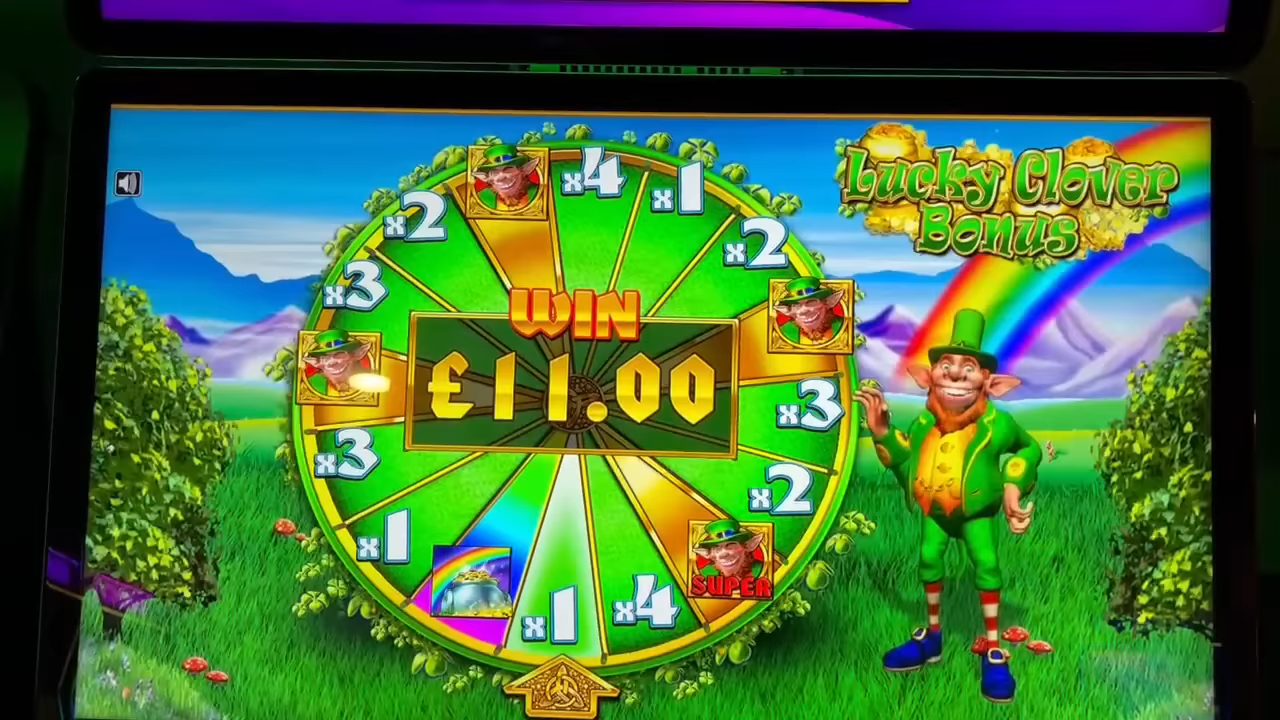 Lucky Clover
Bonus
x4
x1
x2
x2
x3
WIN
£11.00
x3
x3
x2
x1
SUPER
x4
x1